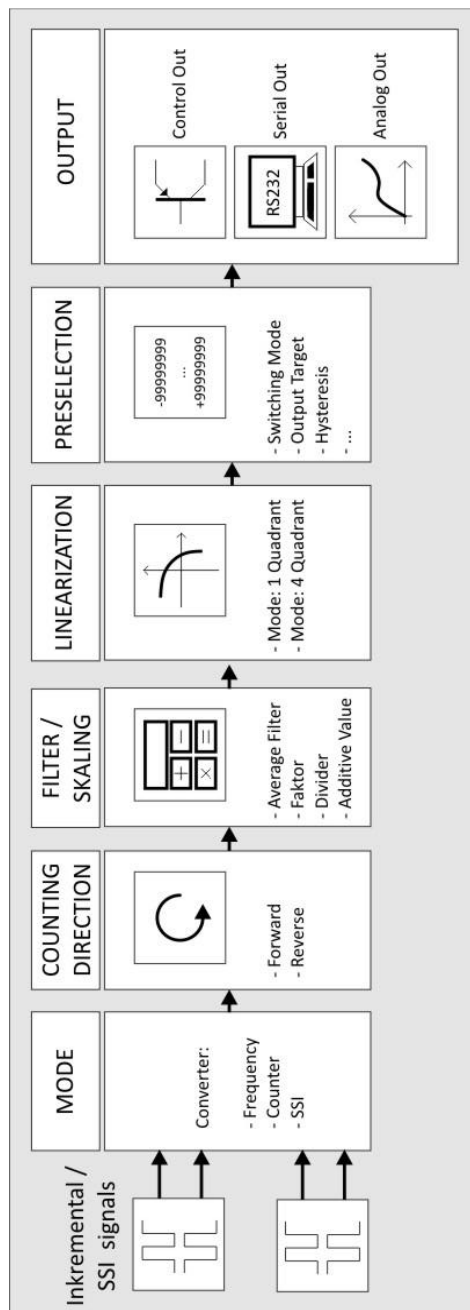 Inkremental /
SSI signals
MODE
Converter:
- Frequency
- Counter
- SSI
COUNTING
DIRECTION
- Forward
- Reverse
FILTER /
SKALING
+ −
× =
- Average Filter
- Faktor
- Divider
- Additive Value
LINEARIZATION
- Mode: 1 Quadrant
- Mode: 4 Quadrant
PRESELECTION
-99999999
...
+99999999
- Switching Mode
- Output Target
- Hysteresis
- ...
OUTPUT
Control Out
RS232
Serial Out
Analog Out